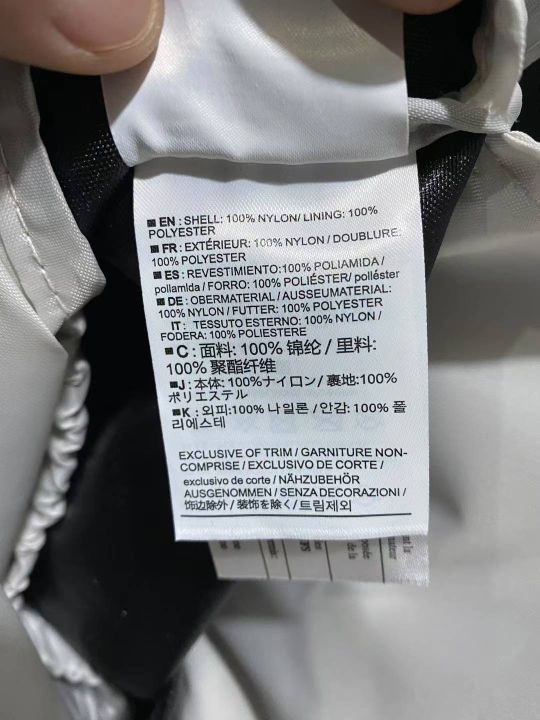 ■ EN : SHELL: 100% NYLON/ LINING: 100%
POLYESTER
■ FR : EXTÉRIEUR: 100% NYLON / DOUBLURE:
100% POLYESTER
■ ES : REVESTIMIENTO:100% POLIAMIDA /
poliamida / FORRO: 100% POLIÉSTER/ poliéster
■ DE : OBERMATERIAL / AUSSEUMATERIAL:
100% NYLON / FUTTER: 100% POLYESTER
IT : TESSUTO ESTERNO: 100% NYLON /
FODERA: 100% POLIESTERE
■ C : 面料: 100% 锦纶 / 里料:
100% 聚酯纤维
■ J : 本体: 100%ナイロン / 裏地:100%
ポリエステル
■ K : 외피:100% 나일론 / 안감: 100% 폴
리에스테
EXCLUSIVE OF TRIM / GARNITURE NON-
COMPRISE / EXCLUSIVO DE CORTE /
exclusivo de corte / NÄHZUBEHÖR
AUSGENOMMEN / SENZA DECORAZIONI /
饰边除外 / 装飾を除く / 트림제외